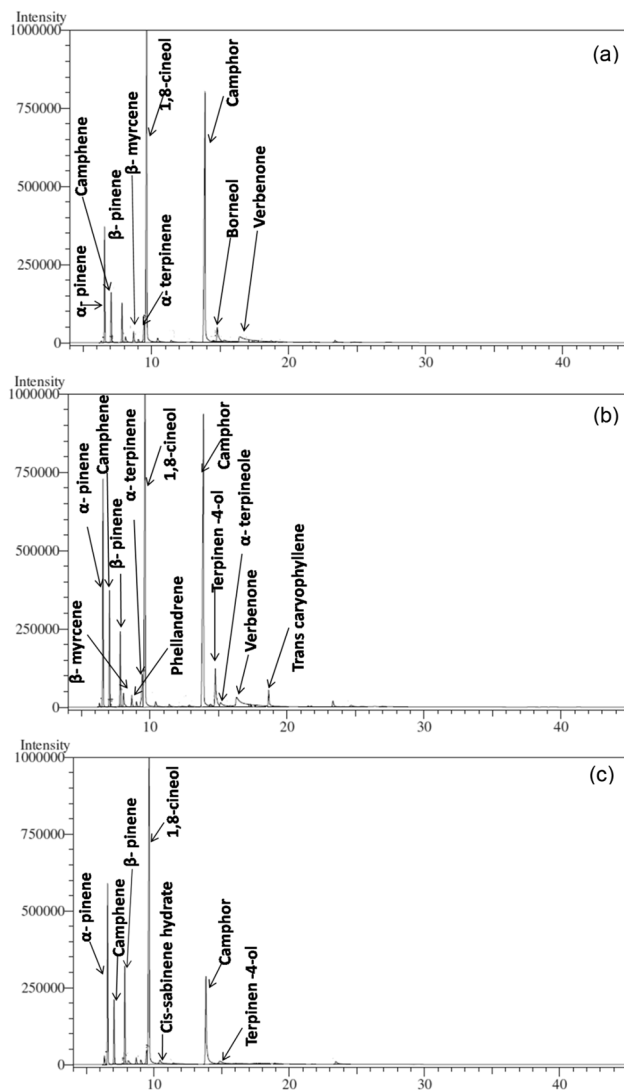 Intensity
1000000
(a)
750000
500000
250000
0
α- pinene
Camphene
β- pinene
β- myrcene
1,8-cineol
α- terpinene
Camphor
Borneol
Verbenone
10
20
30
40
Intensity
1000000
(b)
750000
500000
250000
0
α- pinene
Camphene
β- myrcene
β- pinene
α- terpinene
Phellandrene
1,8-cineol
Camphor
Terpinen -4-ol
α- terpineole
Verbenone
Trans caryophyllene
10
20
30
40
Intensity
1000000
(c)
750000
500000
250000
0
α- pinene
Camphene
β- pinene
1,8-cineol
Cis-sabinene hydrate
Camphor
Terpinen -4-ol
10
20
30
40